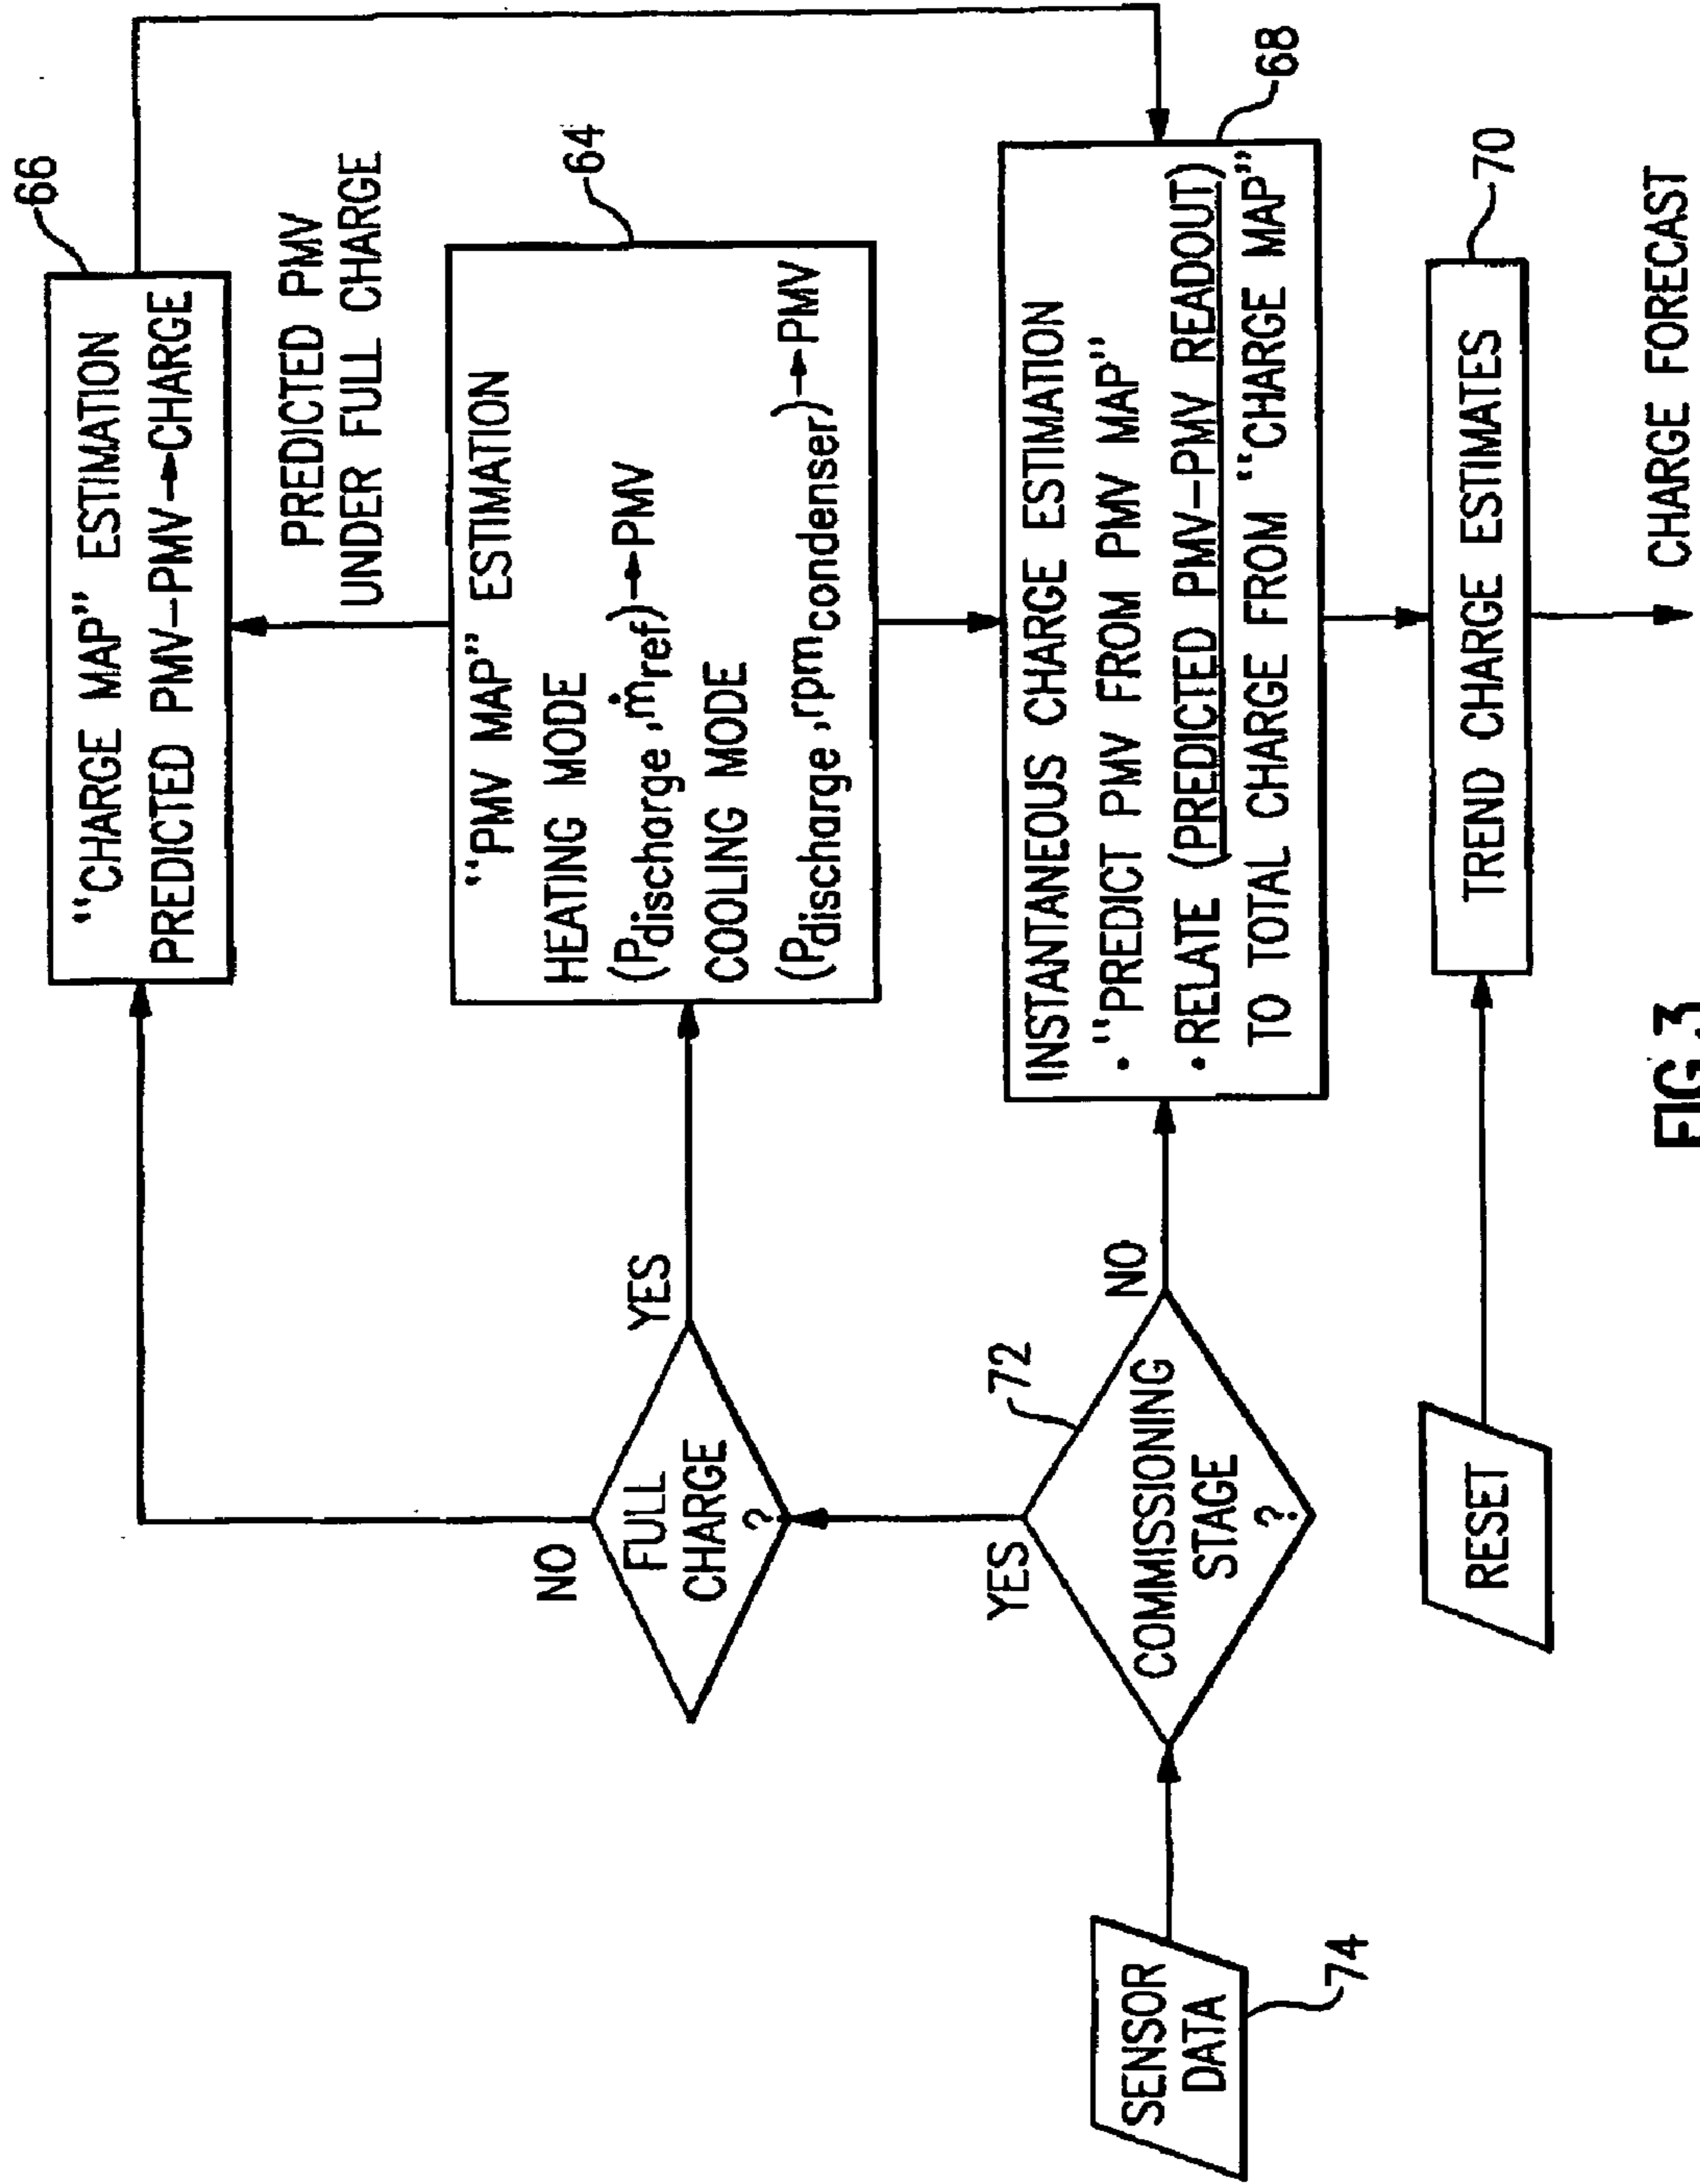 66
"CHARGE MAP" ESTIMATION
PREDICTED PMV-PMV→CHARGE
PREDICTED PMV
UNDER FULL CHARGE
64
"PMV MAP" ESTIMATION
HEATING MODE
(Pdischarge,ṁref)→PMV
COOLING MODE
(Pdischarge,rpmcondenser)→PMV
NO
FULL
CHARGE
?
YES
72
YES
COMMISSIONING
STAGE
?
NO
SENSOR
DATA
74
68
INSTANTANEOUS CHARGE ESTIMATION
• "PREDICT PMV FROM PMV MAP"
• RELATE (PREDICTED PMV-PMV READOUT)
TO TOTAL CHARGE FROM "CHARGE MAP"
RESET
70
TREND CHARGE ESTIMATES
CHARGE FORECAST
FIG.3